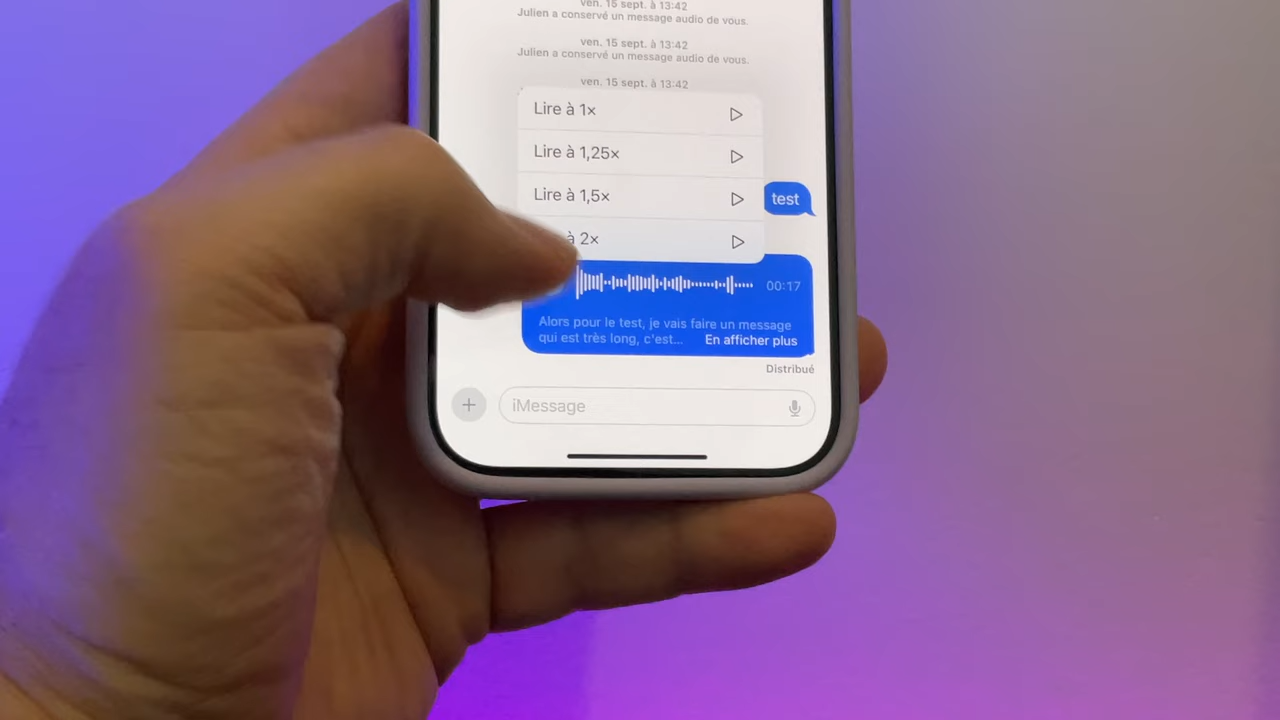 ven. 15 sept. à 13:42
Julien a conservé un message audio de vous.
ven. 15 sept. à 13:42
Julien a conservé un message audio de vous.
ven. 15 sept. à 13:42
Lire à 1×
Lire à 1,25×
Lire à 1,5×
test
à 2×
00:17
Alors pour le test, je vais faire un message
qui est très long, c'est... En afficher plus
Distribué
iMessage